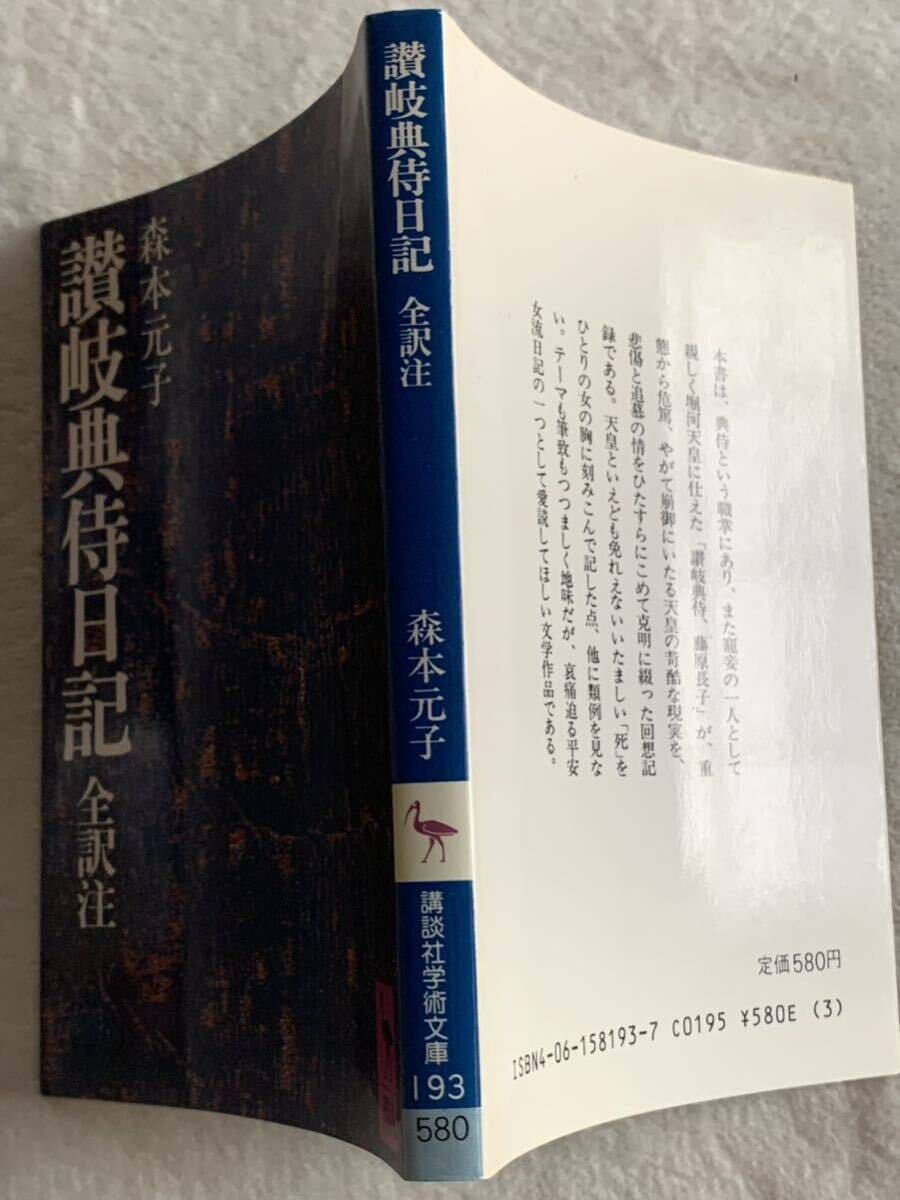 森本元子
讃岐典侍日記 全訳注
讃岐典侍日記 全訳注
森本元子
講談社学術文庫
193
580
本書は、典侍という職掌にあり、また寵妾の一人として
親しく堀河天皇に仕えた「讃岐典侍、藤原長子」が、重
態から危篤、やがて崩御にいたる天皇の苛酷な現実を、
悲傷と追慕の情をひたすらにこめて克明に綴った回想記
録である。天皇といえども免れえないいたましい「死」を
ひとりの女の胸に刻みこんで記した点、他に類例を見な
い。テーマも筆致もつつましく地味だが、哀痛迫る平安
女流日記の一つとして愛読してほしい文学作品である。
定価580円
ISBN4-06-158193-7 C0195 ¥580E (3)